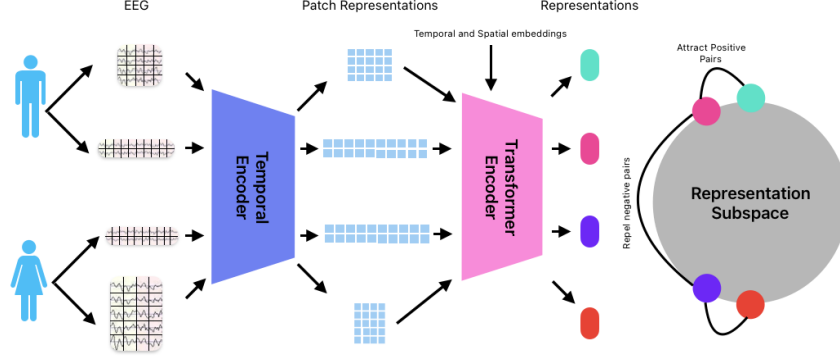 EEG
Patch Representations
Representations
Temporal and Spatial embeddings
Attract Positive
Pairs
Temporal
Encoder
Transformer
Encoder
Repel negative pairs
Representation
Subspace